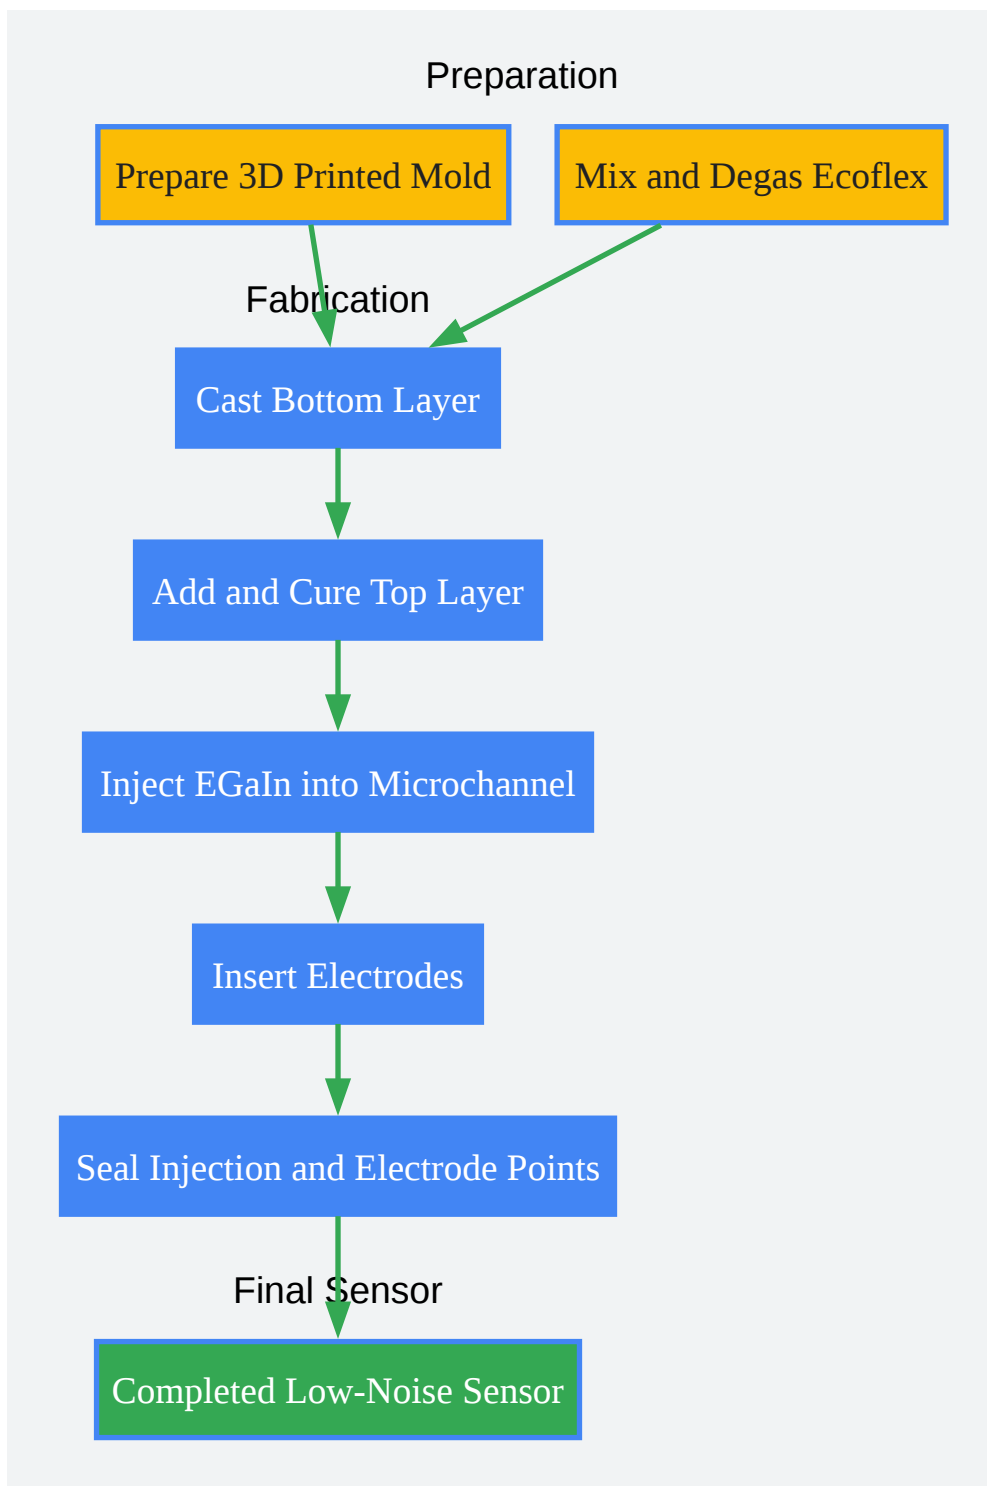 Preparation
Prepare 3D Printed Mold
Mix and Degas Ecoflex
Fabrication
Cast Bottom Layer
Add and Cure Top Layer
Inject EGaIn into Microchannel
Insert Electrodes
Seal Injection and Electrode Points
Final Sensor
Completed Low-Noise Sensor